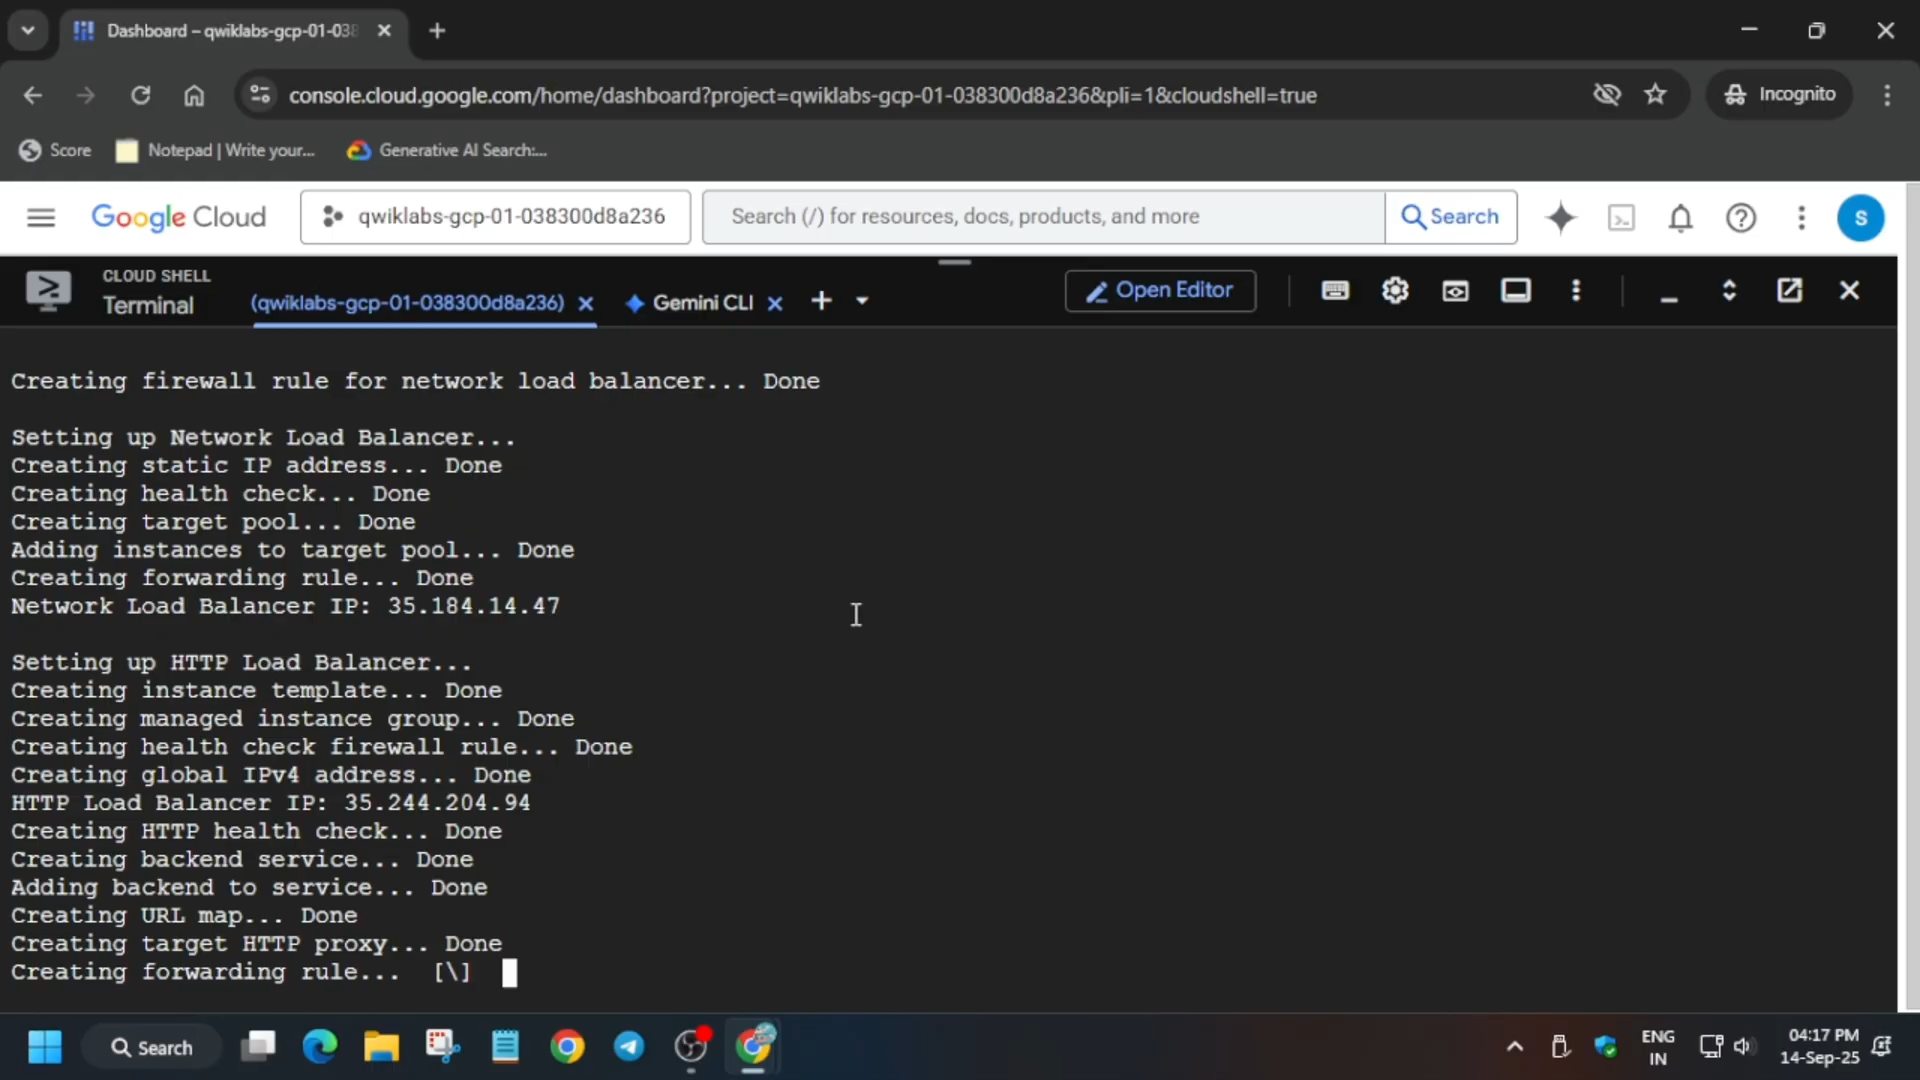 Dashboard – qwiklabs-gcp-01-038
console.cloud.google.com/home/dashboard?project=qwiklabs-gcp-01-038300d8a236&pli=1&cloudshell=true
Incognito
Score
Notepad | Write your...
Generative AI Search:...
Google Cloud
qwiklabs-gcp-01-038300d8a236
Search (/) for resources, docs, products, and more
Search
S
CLOUD SHELL
Terminal
(qwiklabs-gcp-01-038300d8a236)
Gemini CLI
Open Editor
Creating firewall rule for network load balancer... Done
Setting up Network Load Balancer...
Creating static IP address... Done
Creating health check... Done
Creating target pool... Done
Adding instances to target pool... Done
Creating forwarding rule... Done
Network Load Balancer IP: 35.184.14.47
Setting up HTTP Load Balancer...
Creating instance template... Done
Creating managed instance group... Done
Creating health check firewall rule... Done
Creating global IPv4 address... Done
HTTP Load Balancer IP: 35.244.204.94
Creating HTTP health check... Done
Creating backend service... Done
Adding backend to service... Done
Creating URL map... Done
Creating target HTTP proxy... Done
Creating forwarding rule... [\]
Search
ENG
IN
04:17 PM
14-Sep-25